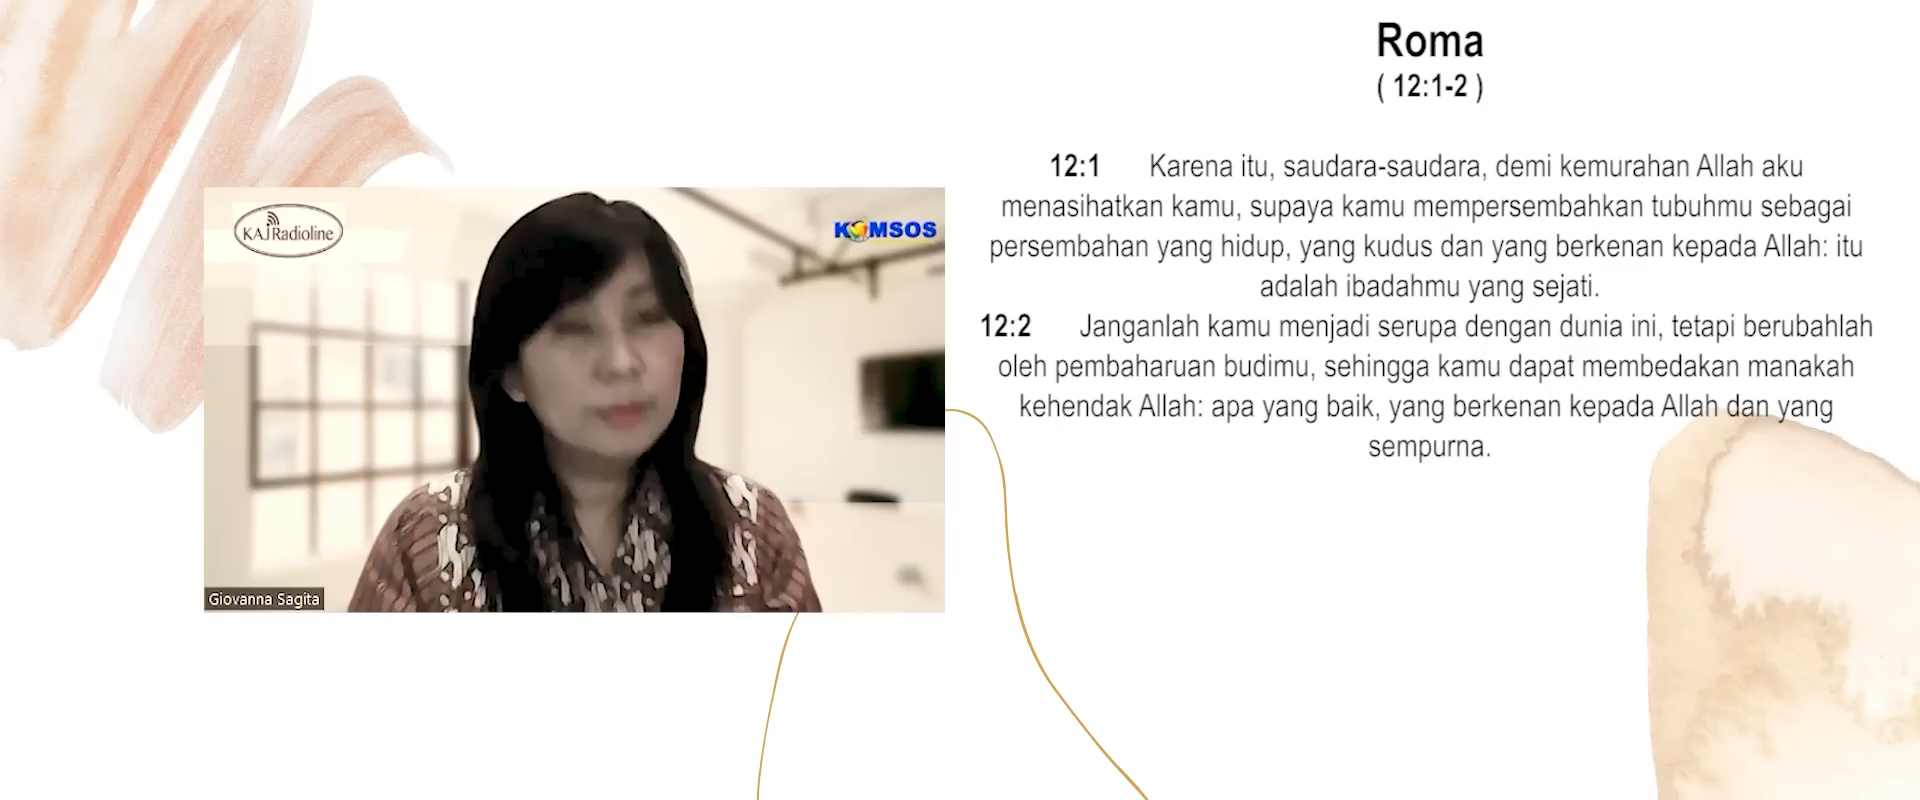 Roma
( 12:1-2 )
12:1 Karena itu, saudara-saudara, demi kemurahan Allah aku
menasihatkan kamu, supaya kamu mempersembahkan tubuhmu sebagai
persembahan yang hidup, yang kudus dan yang berkenan kepada Allah: itu
adalah ibadahmu yang sejati.
12:2 Janganlah kamu menjadi serupa dengan dunia ini, tetapi berubahlah
oleh pembaharuan budimu, sehingga kamu dapat membedakan manakah
kehendak Allah: apa yang baik, yang berkenan kepada Allah dan yang
sempurna.
KAJ Radioline
KOMSOS
Giovanna Sagita